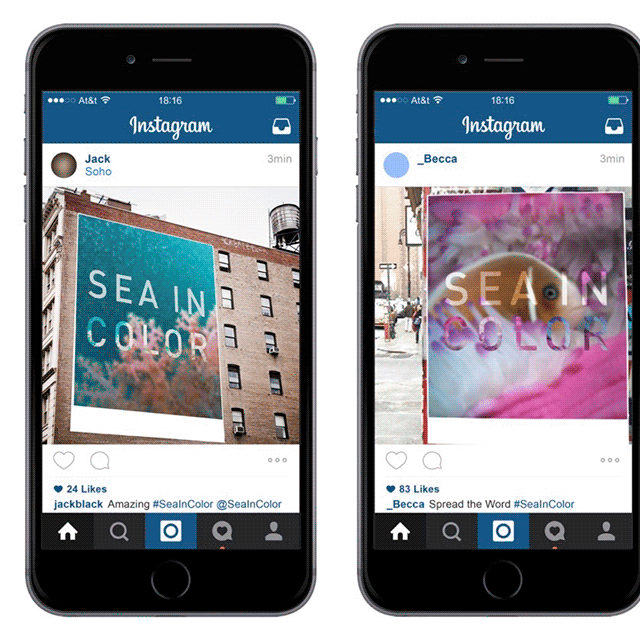 At&t 18:16
Instagram
Jack 3min
Soho
SEA IN
COLOR
24 Likes
jackblack Amazing #SeaInColor @SeaInColor
At&t 18:16
Instagram
_Becca 3min
SEA IN
COLOR
83 Likes
_Becca Spread the Word #SeaInColor